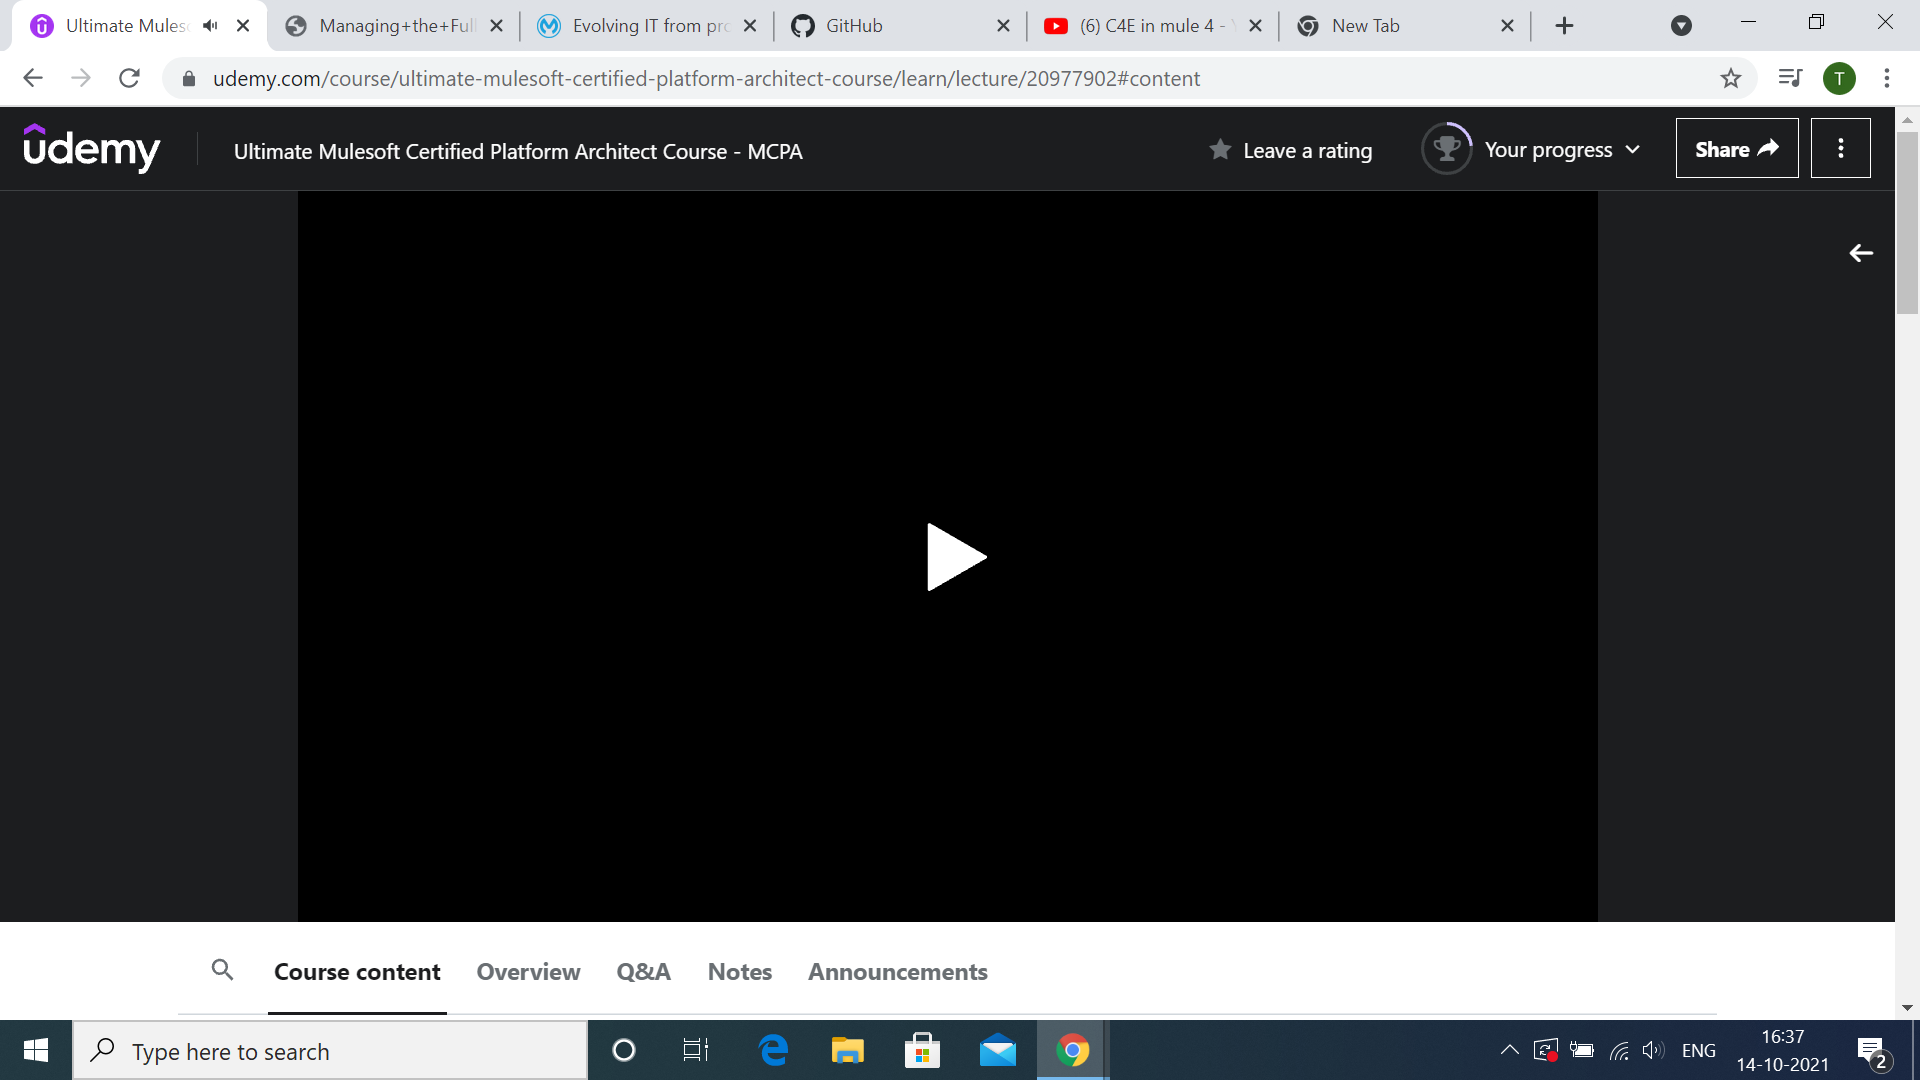 Ultimate Mules
Managing+the+Full
Evolving IT from pro
GitHub
(6) C4E in mule 4 -
New Tab
udemy.com/course/ultimate-mulesoft-certified-platform-architect-course/learn/lecture/20977902#content
T
udemy
Ultimate Mulesoft Certified Platform Architect Course - MCPA
Leave a rating
Your progress
Share
Course content
Overview
Q&A
Notes
Announcements
Type here to search
ENG
16:37
14-10-2021
2